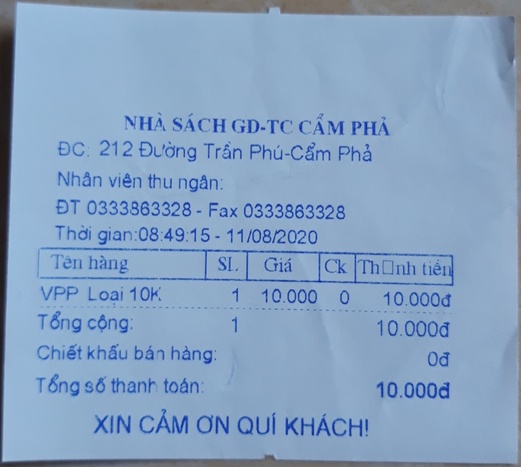 NHÀ SÁCH GD-TC CẨM PHẢ
ĐC: 212 Đường Trần Phú-Cẩm Phả
Nhân viên thu ngân:
ĐT 0333863328 - Fax 0333863328
Thời gian:08:49:15 - 11/08/2020
Tên hàng SL Giá Ck Th□nh tiền
VPP Loại 10K 1 10.000 0 10.000đ
Tổng cộng: 1 10.000đ
Chiết khấu bán hàng: 0đ
Tổng số thanh toán: 10.000đ
XIN CẢM ƠN QUÍ KHÁCH!